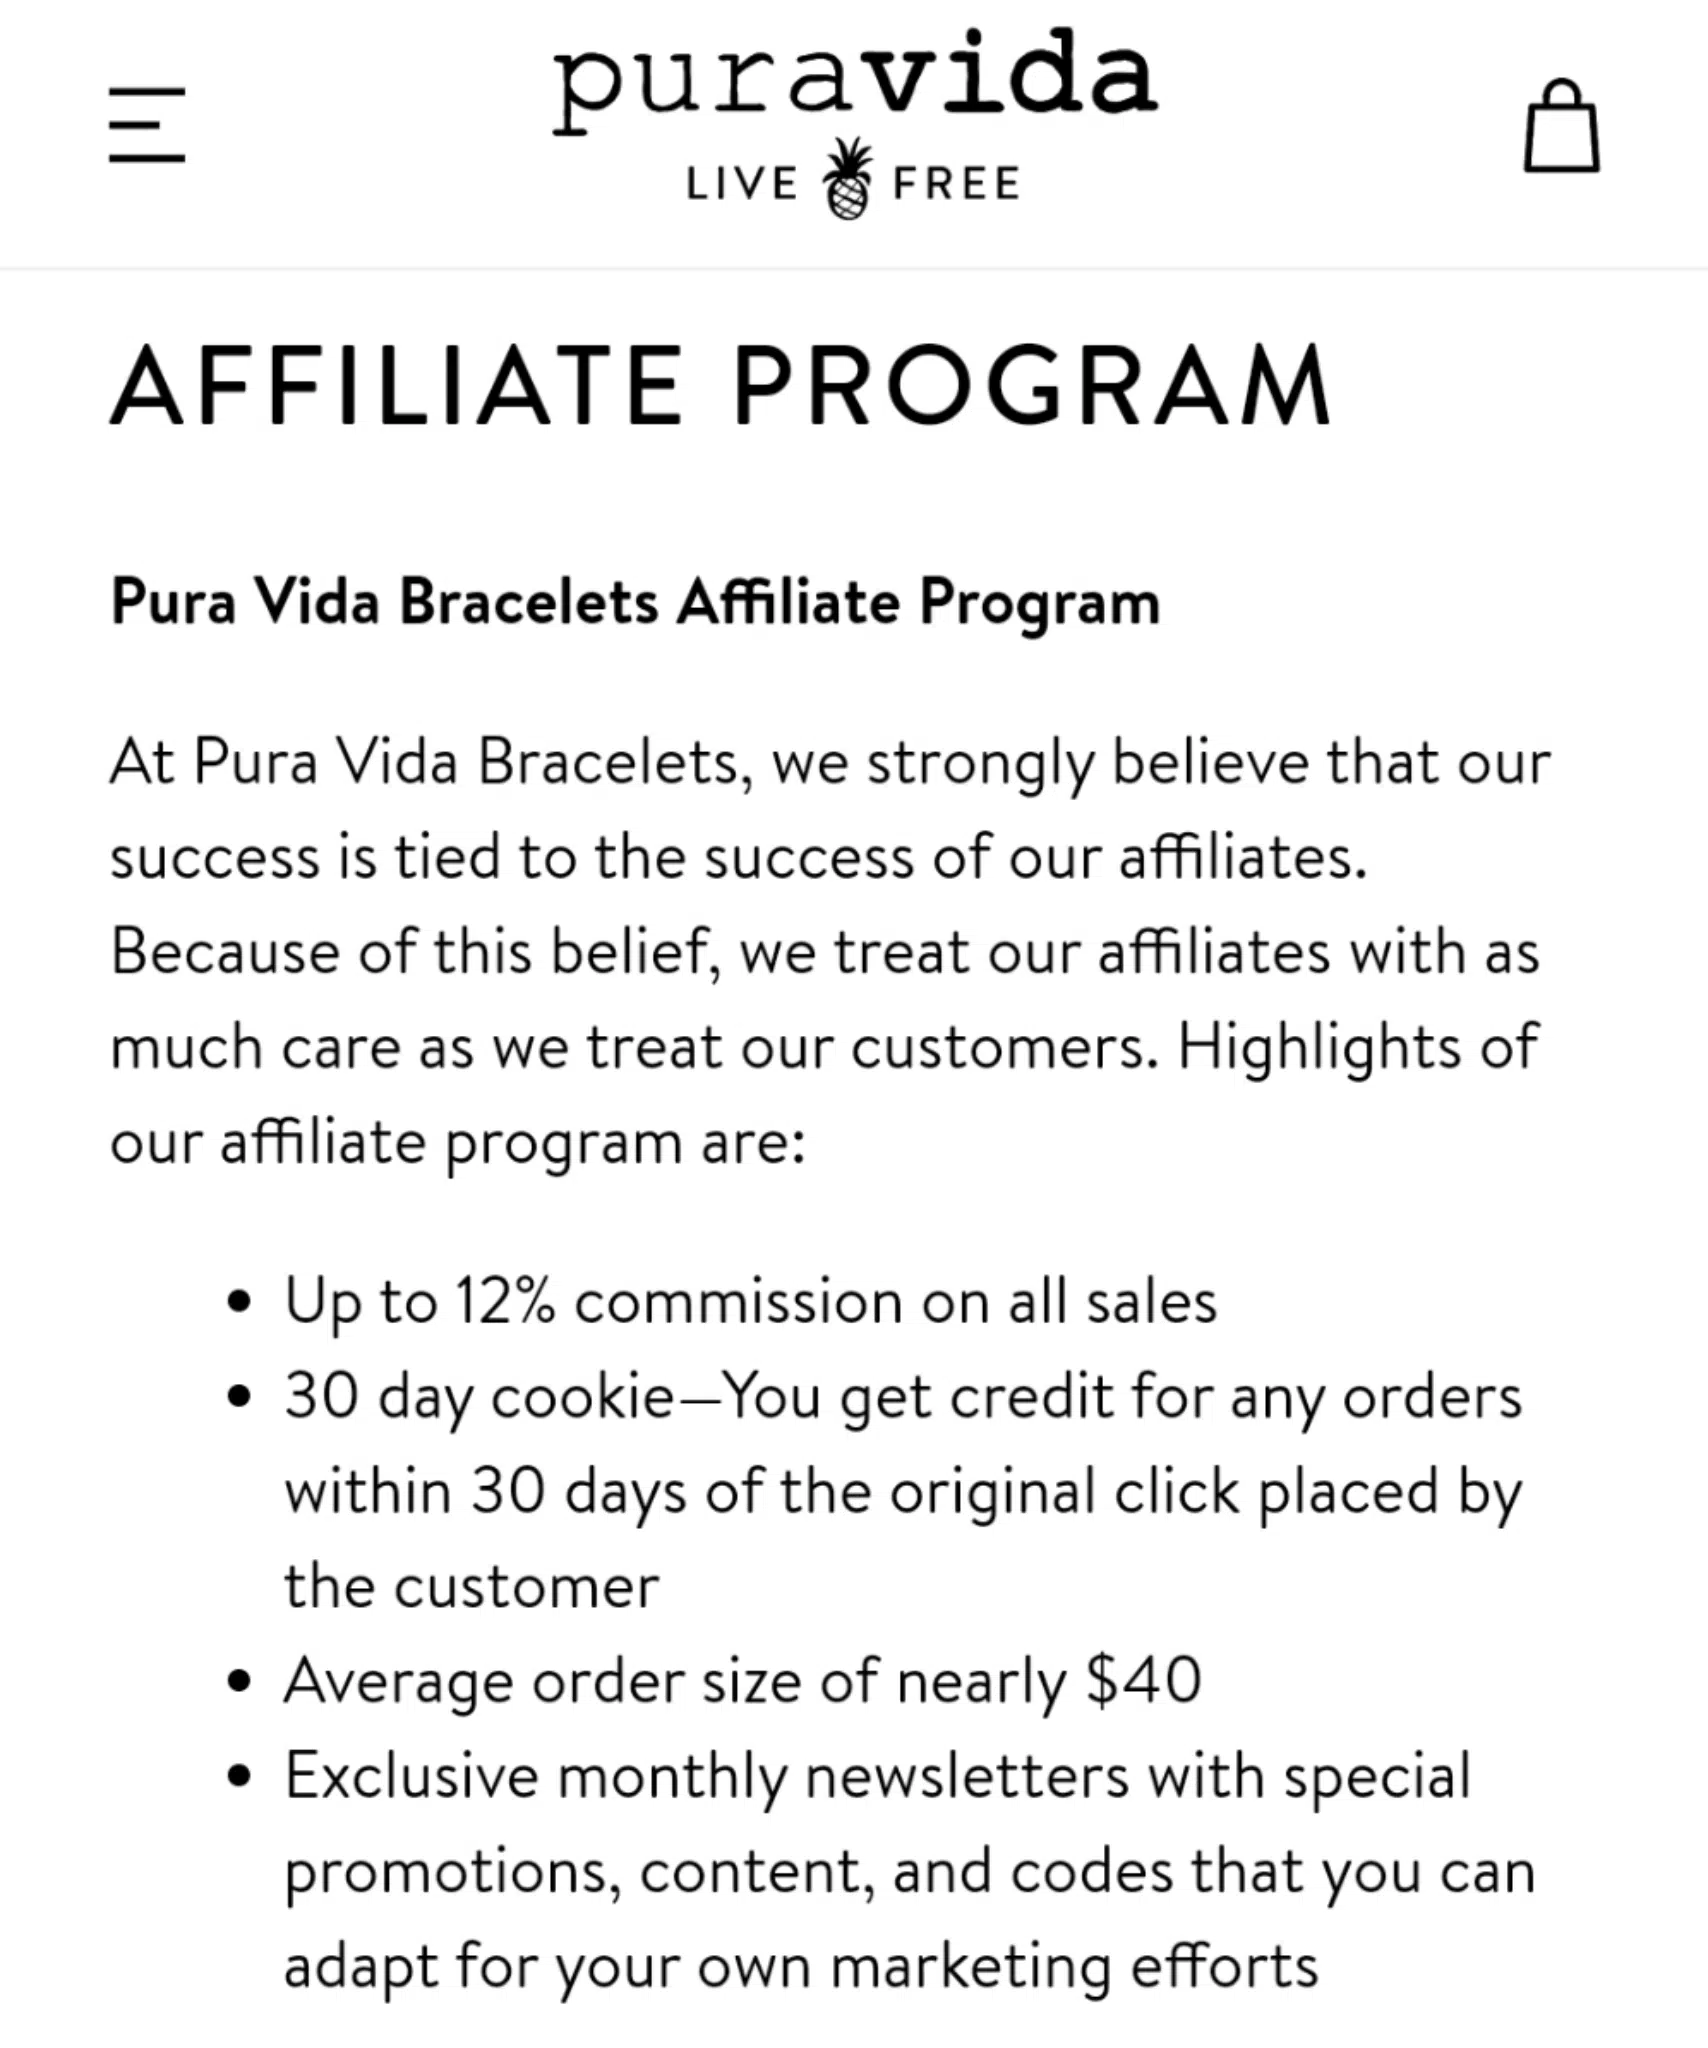 puravida
LIVE FREE
AFFILIATE PROGRAM
Pura Vida Bracelets Affiliate Program
At Pura Vida Bracelets, we strongly believe that our
success is tied to the success of our affiliates.
Because of this belief, we treat our affiliates with as
much care as we treat our customers. Highlights of
our affiliate program are:
• Up to 12% commission on all sales
• 30 day cookie—You get credit for any orders
within 30 days of the original click placed by
the customer
• Average order size of nearly $40
• Exclusive monthly newsletters with special
promotions, content, and codes that you can
adapt for your own marketing efforts